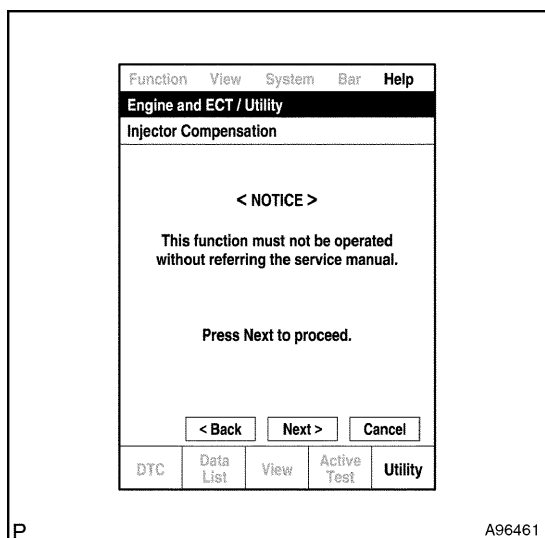 Function View System Bar Help
Engine and ECT / Utility
Injector Compensation
< NOTICE >
This function must not be operated
without referring the service manual.
Press Next to proceed.
< Back Next > Cancel
DTC Data List View Active Test Utility
P A96461